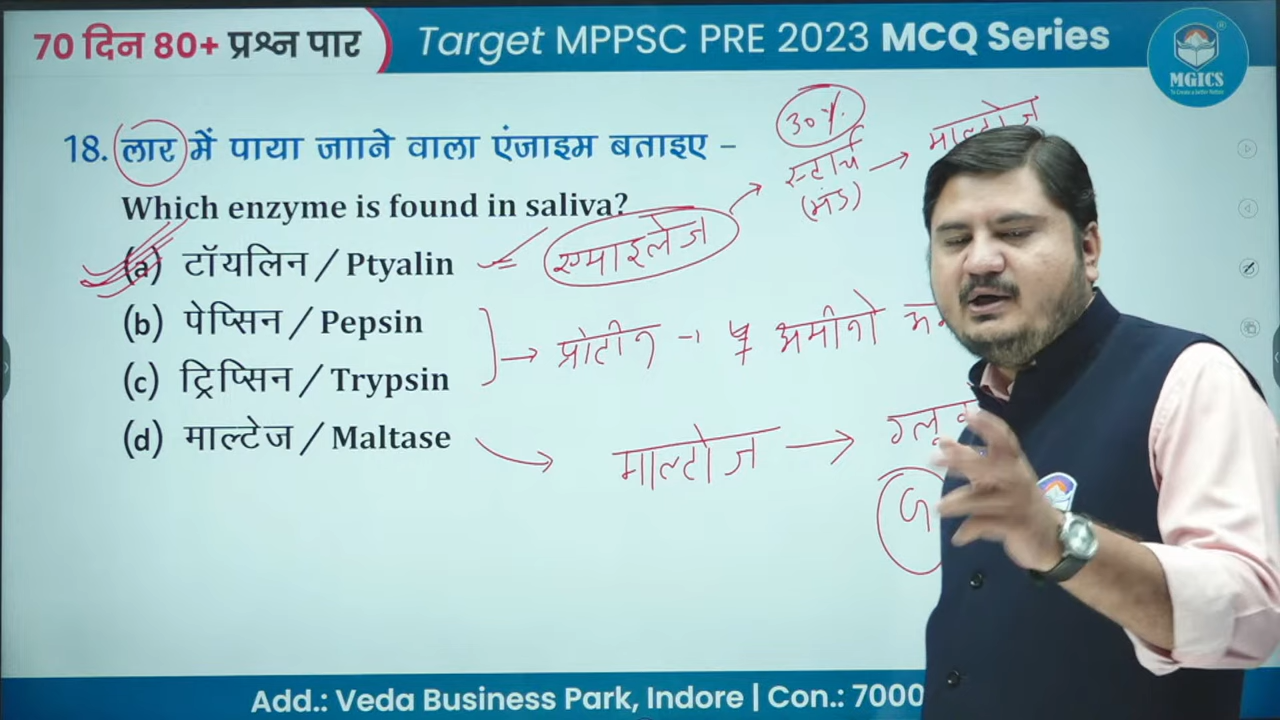 70 दिन 80+ प्रश्न पार
Target MPPSC PRE 2023 MCQ Series
MGICS
18. लार में पाया जााने वाला एंजाइम बताइए -
Which enzyme is found in saliva?
30%
स्टार्च → माल्टोज
(मंड)
(a) टॉयलिन / Ptyalin
एमाइलेज
(b) पेप्सिन / Pepsin
(c) ट्रिप्सिन / Trypsin
→ प्रोटीन → अमीनो
(d) माल्टेज / Maltase
माल्टोज →
G
Add.: Veda Business Park, Indore | Con.: 7000